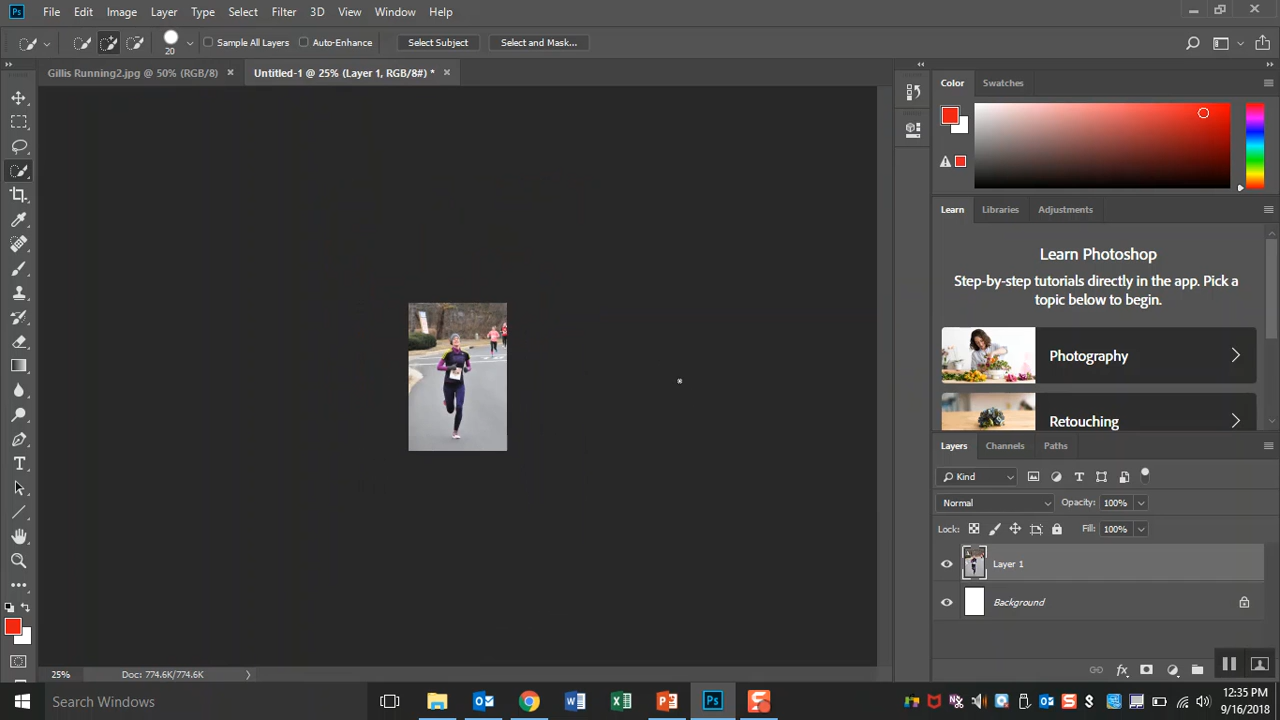 Ps File Edit Image Layer Type Select Filter 3D View Window Help
20 Sample All Layers Auto-Enhance Select Subject Select and Mask...
Gillis Running2.jpg @ 50% (RGB/8) × Untitled-1 @ 25% (Layer 1, RGB/8#) * ×
Color Swatches
Learn Libraries Adjustments
Learn Photoshop
Step-by-step tutorials directly in the app. Pick a
topic below to begin.
Photography
Retouching
Layers Channels Paths
Kind
Normal Opacity: 100%
Lock: Fill: 100%
Layer 1
Background
25% Doc: 774.6K/774.6K
Search Windows
Ps
12:35 PM
9/16/2018